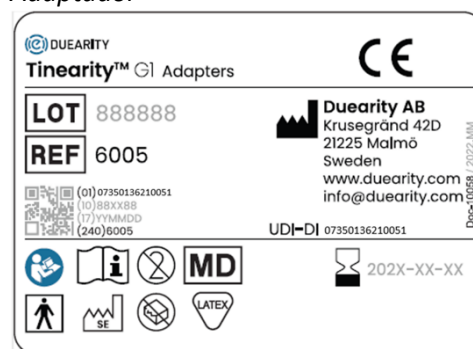 DUEARITY
Tinearity™ G1 Adapters
CE
LOT 888888
REF 6005
(01) 07350136210051
(10)88XX88
(17)YYMMDD
(240)6005
Duearity AB
Krusegränd 42D
21225 Malmö
Sweden
www.duearity.com
info@duearity.com
UDI-DI 07350136210051
Doc-10058 / 2022-MM
2
MD
202X-XX-XX
SE
LATEX